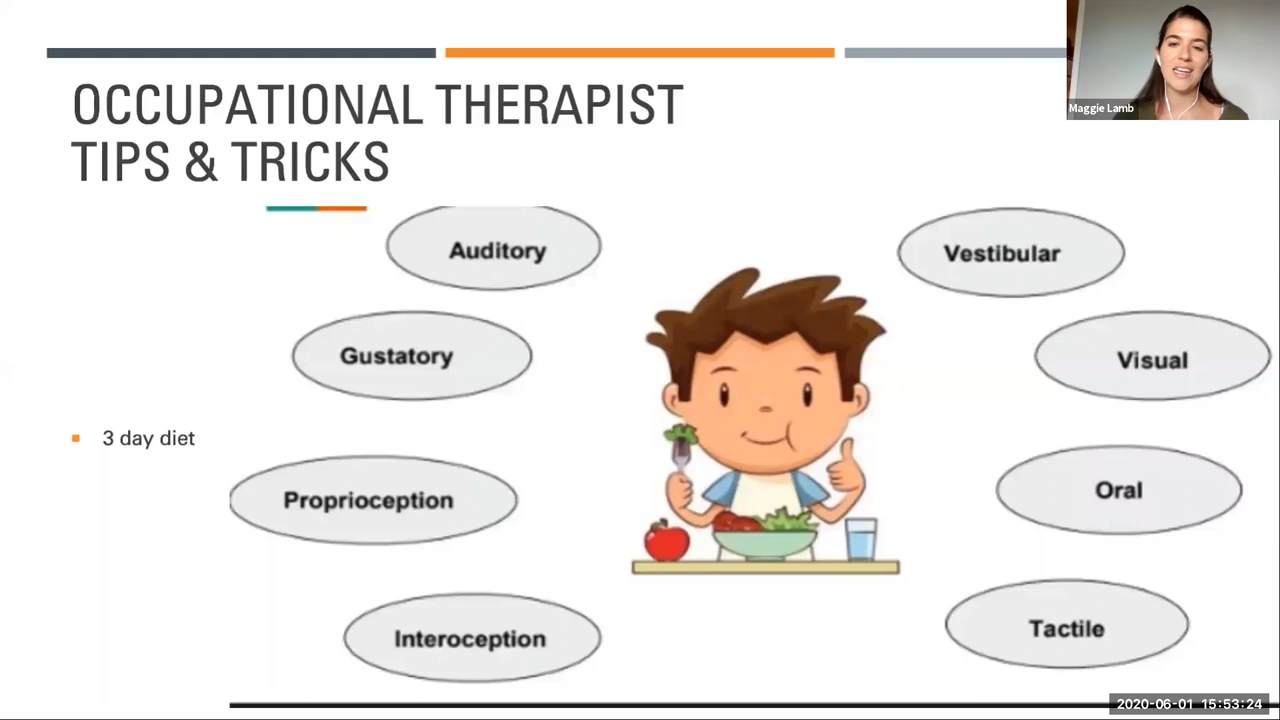 OCCUPATIONAL THERAPIST
TIPS & TRICKS
Maggie Lamb
Auditory
Vestibular
Gustatory
Visual
3 day diet
Proprioception
Oral
Interoception
Tactile
2020-06-01 15:53:24